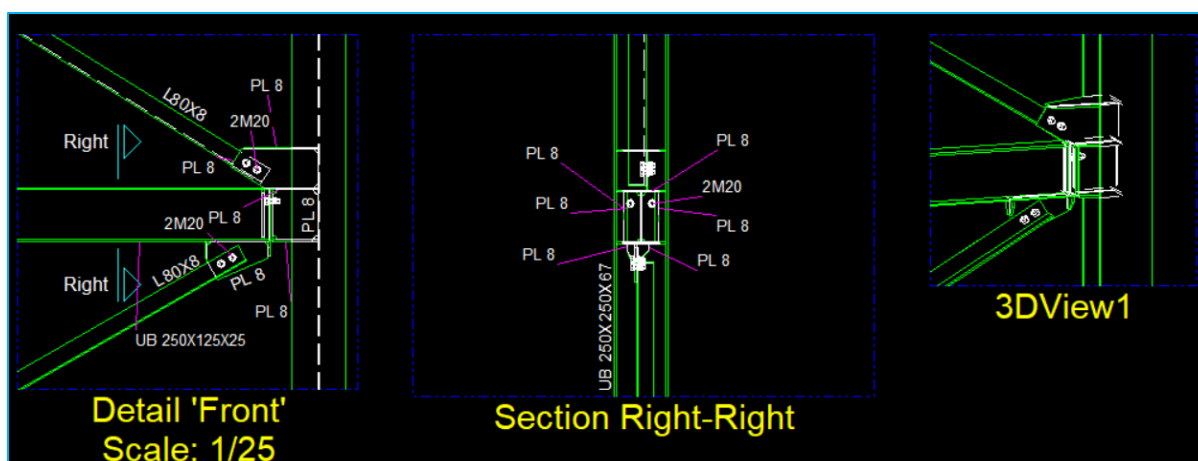 L80X8
PL 8
2M20
Right
PL 8
PL 8
PL 8
2M20
L80X8
PL 8
Right
PL 8
UB 250X125X25
Detail 'Front'
Scale: 1/25
PL 8
PL 8
PL 8
2M20
PL 8
PL 8
PL 8
UB 250X250X67
Section Right-Right
3DView1